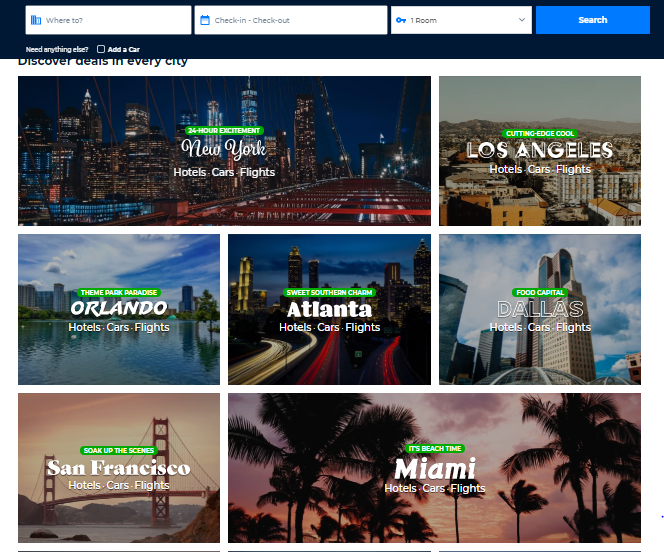 Where to?
Check-in - Check-out
1 Room
Search
Need anything else?
Add a Car
Discover deals in every city
24-HOUR EXCITEMENT
New York
Hotels · Cars · Flights
CUTTING-EDGE COOL
LOS ANGELES
Hotels · Cars · Flights
THEME PARK PARADISE
ORLANDO
Hotels · Cars · Flights
SWEET SOUTHERN CHARM
Atlanta
Hotels · Cars · Flights
FOOD CAPITAL
DALLAS
Hotels · Cars · Flights
SOAK UP THE SCENES
San Francisco
Hotels · Cars · Flights
IT'S BEACH TIME
Miami
Hotels · Cars · Flights